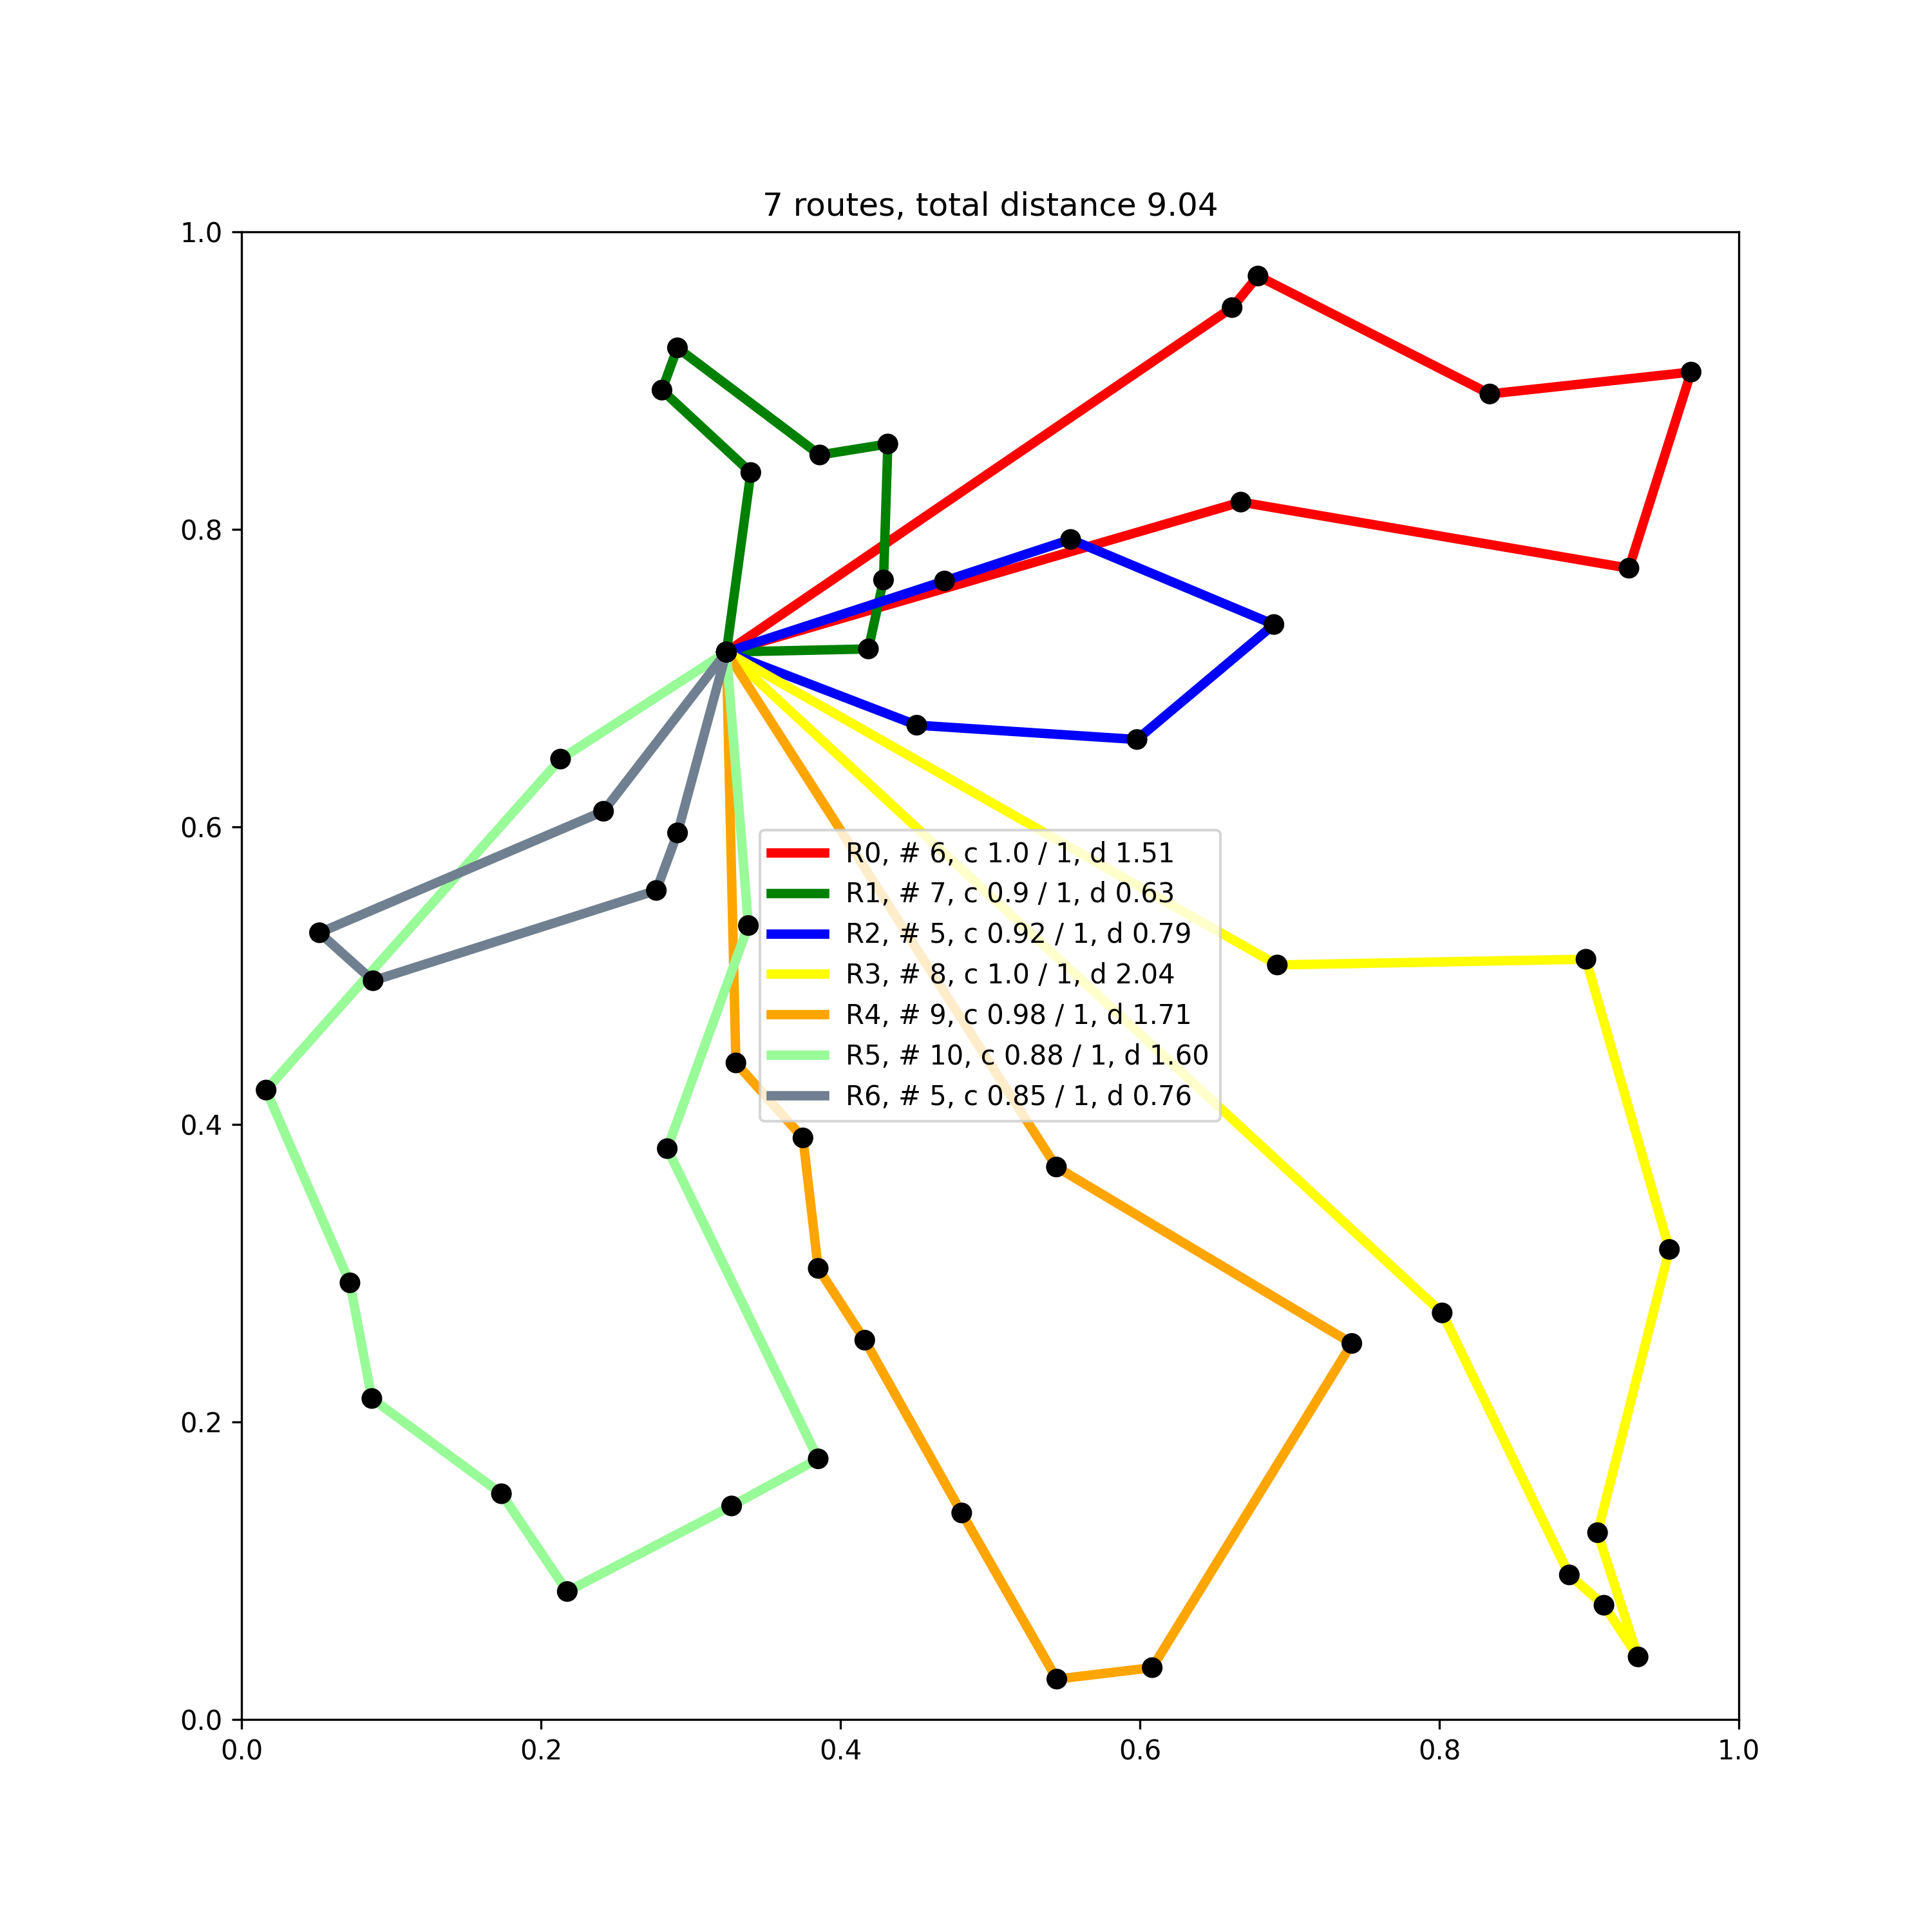 7 routes, total distance 9.04
1.0
0.8
0.6
0.4
0.2
0.0
R0, # 6, c 1.0 / 1, d 1.51
R1, # 7, c 0.9 / 1, d 0.63
R2, # 5, c 0.92 / 1, d 0.79
R3, # 8, c 1.0 / 1, d 2.04
R4, # 9, c 0.98 / 1, d 1.71
R5, # 10, c 0.88 / 1, d 1.60
R6, # 5, c 0.85 / 1, d 0.76
0.0 0.2 0.4 0.6 0.8 1.0